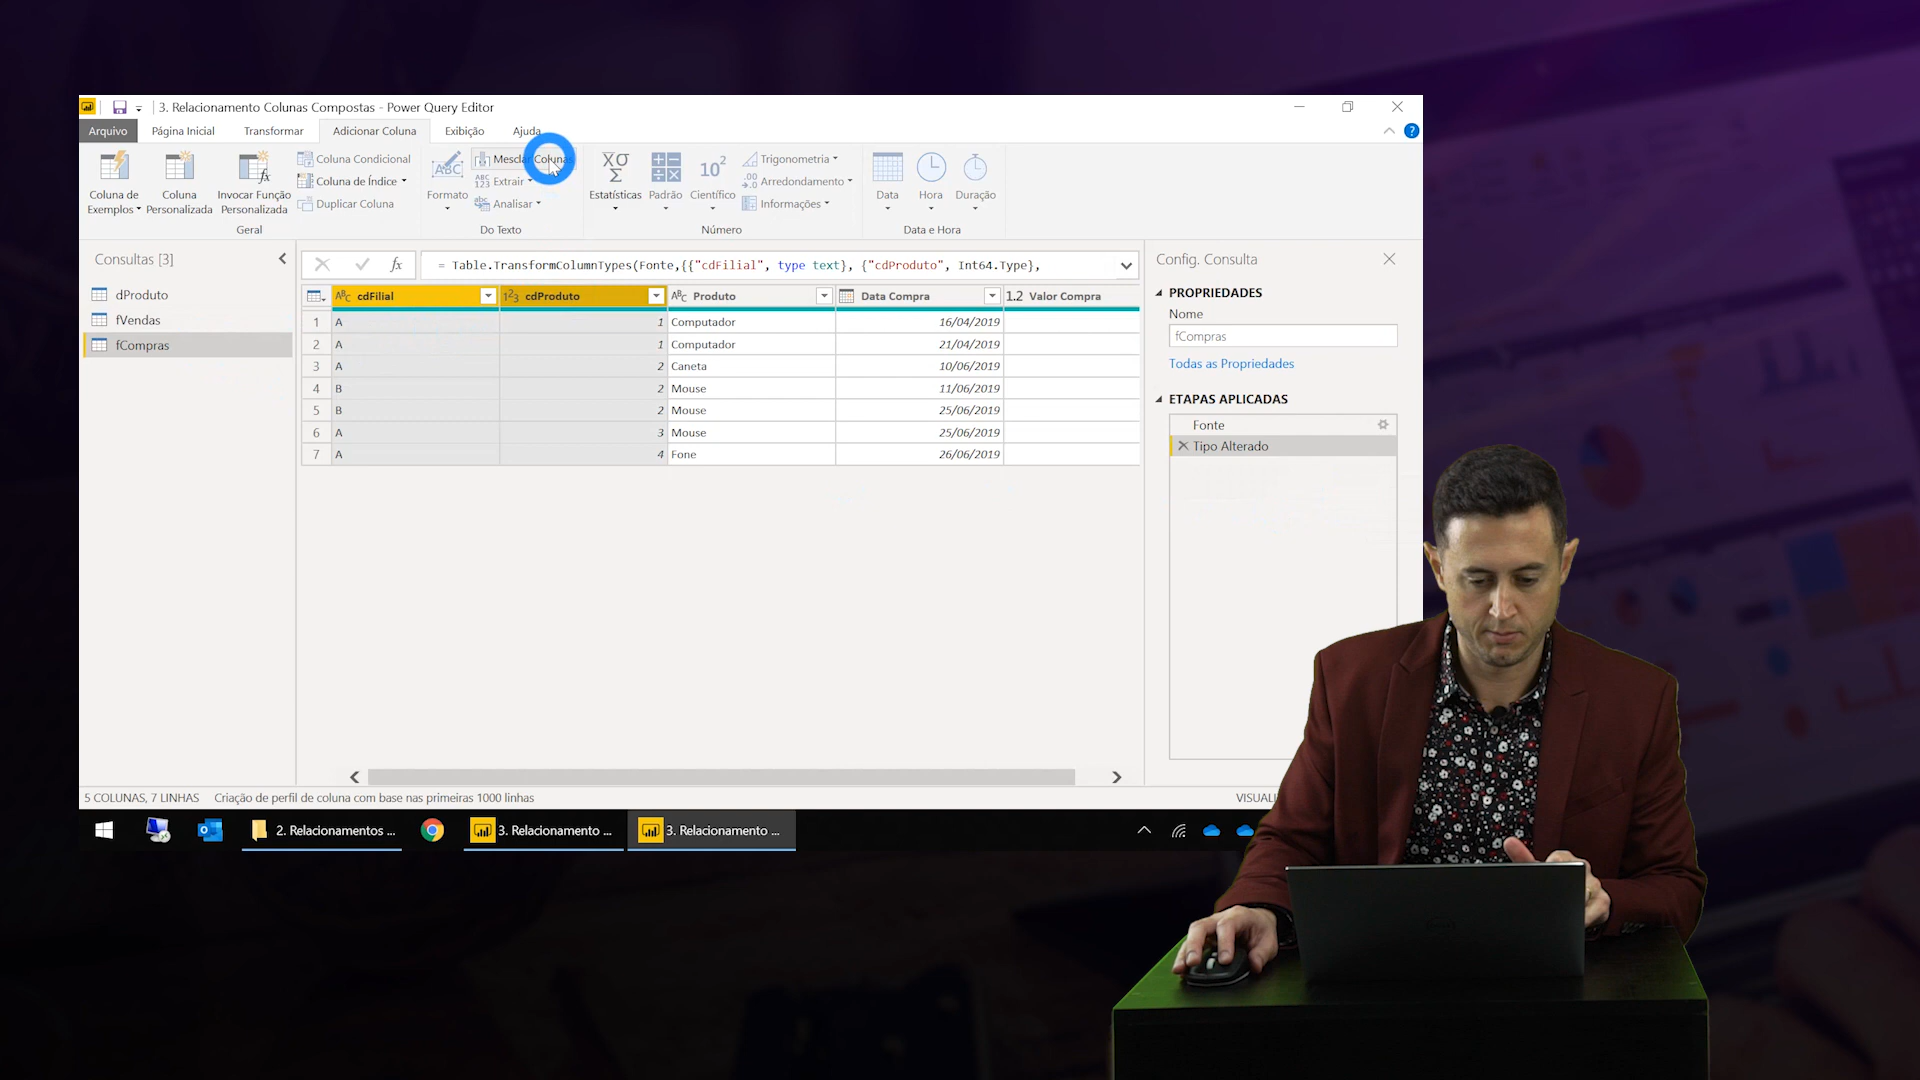 3. Relacionamento Colunas Compostas - Power Query Editor
Arquivo
Página Inicial
Transformar
Adicionar Coluna
Exibição
Ajuda
Coluna de Exemplos
Coluna Personalizada
Invocar Função Personalizada
Coluna Condicional
Coluna de Índice
Duplicar Coluna
Geral
Formato
Mesclar Colunas
Extrair
Analisar
Do Texto
Estatísticas
Padrão
Científico
Trigonometria
Arredondamento
Informações
Número
Data
Hora
Duração
Data e Hora
Consultas [3]
dProduto
fVendas
fCompras
= Table.TransformColumnTypes(Fonte,{{"cdFilial", type text}, {"cdProduto", Int64.Type},
cdFilial cdProduto Produto Data Compra 1.2 Valor Compra
1 A 1 Computador 16/04/2019
2 A 1 Computador 21/04/2019
3 A 2 Caneta 10/06/2019
4 B 2 Mouse 11/06/2019
5 B 2 Mouse 25/06/2019
6 A 3 Mouse 25/06/2019
7 A 4 Fone 26/06/2019
Config. Consulta
PROPRIEDADES
Nome
fCompras
Todas as Propriedades
ETAPAS APLICADAS
Fonte
Tipo Alterado
5 COLUNAS, 7 LINHAS
Criação de perfil de coluna com base nas primeiras 1000 linhas
2. Relacionamentos ...
3. Relacionamento ...
3. Relacionamento ...